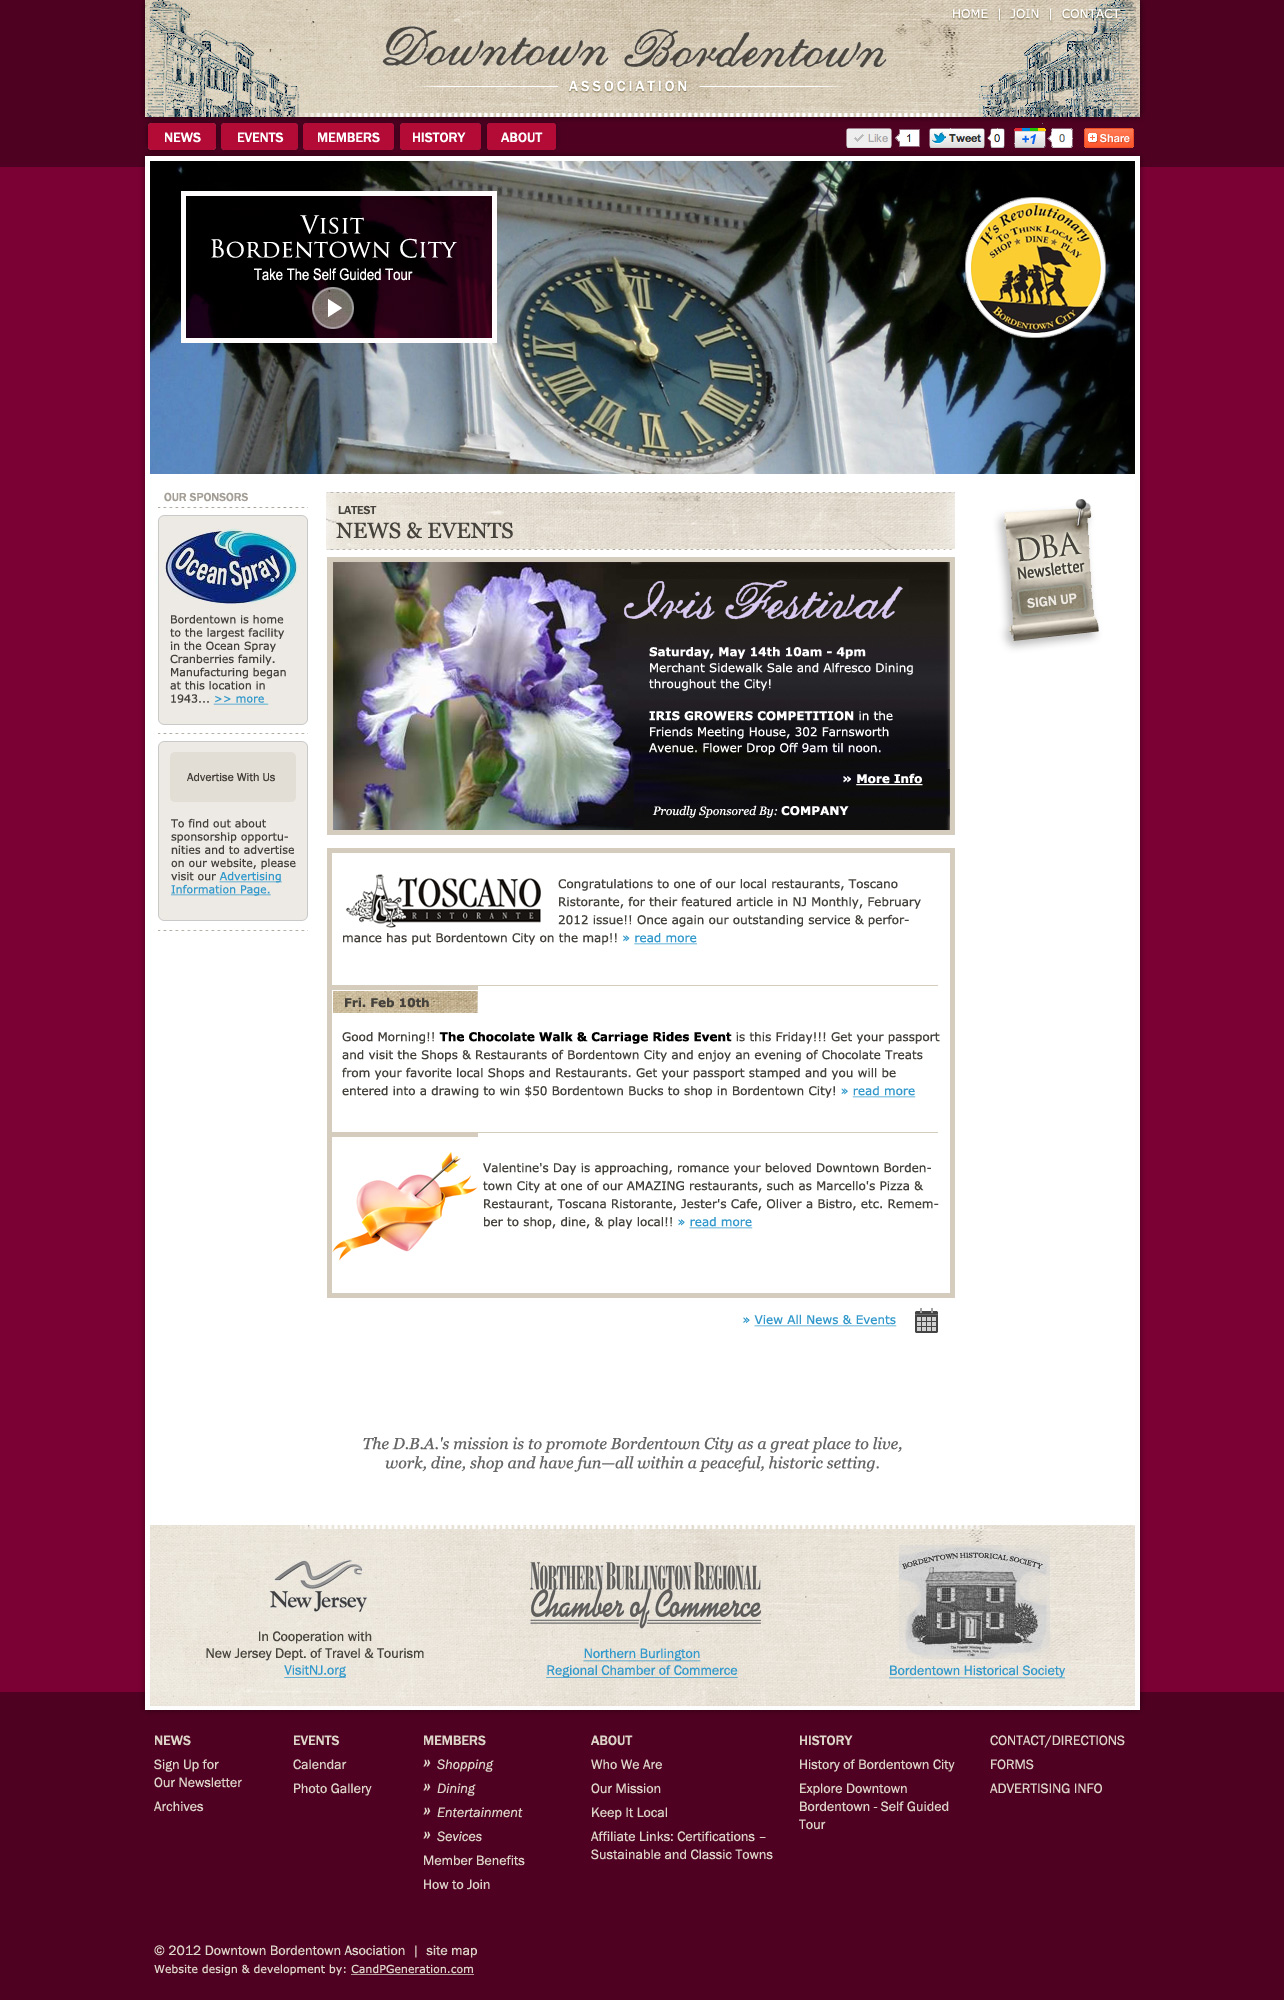 HOME | JOIN | CONTACT
Downtown Bordentown
ASSOCIATION
NEWS
EVENTS
MEMBERS
HISTORY
ABOUT
Like 1
Tweet 0
+1 0
Share
VISIT
BORDENTOWN CITY
Take The Self Guided Tour
It's Revolutionary
To Think Local
SHOP ★ DINE ★ PLAY
BORDENTOWN CITY
OUR SPONSORS
Ocean Spray
Bordentown is home
to the largest facility
in the Ocean Spray
Cranberries family.
Manufacturing began
at this location in
1943... >> more
Advertise With Us
To find out about
sponsorship opportu-
nities and to advertise
on our website, please
visit our Advertising
Information Page.
LATEST
NEWS & EVENTS
Iris Festival
Saturday, May 14th 10am - 4pm
Merchant Sidewalk Sale and Alfresco Dining
throughout the City!
IRIS GROWERS COMPETITION in the
Friends Meeting House, 302 Farnsworth
Avenue. Flower Drop Off 9am til noon.
» More Info
Proudly Sponsored By: COMPANY
TOSCANO
RISTORANTE
Congratulations to one of our local restaurants, Toscano
Ristorante, for their featured article in NJ Monthly, February
2012 issue!! Once again our outstanding service & perfor-
mance has put Bordentown City on the map!! » read more
Fri. Feb 10th
Good Morning!! The Chocolate Walk & Carriage Rides Event is this Friday!!! Get your passport
and visit the Shops & Restaurants of Bordentown City and enjoy an evening of Chocolate Treats
from your favorite local Shops and Restaurants. Get your passport stamped and you will be
entered into a drawing to win $50 Bordentown Bucks to shop in Bordentown City! » read more
Valentine's Day is approaching, romance your beloved Downtown Borden-
town City at one of our AMAZING restaurants, such as Marcello's Pizza &
Restaurant, Toscana Ristorante, Jester's Cafe, Oliver a Bistro, etc. Remem-
ber to shop, dine, & play local!! » read more
» View All News & Events
DBA
Newsletter
SIGN UP
The D.B.A.'s mission is to promote Bordentown City as a great place to live,
work, dine, shop and have fun—all within a peaceful, historic setting.
New Jersey
In Cooperation with
New Jersey Dept. of Travel & Tourism
VisitNJ.org
NORTHERN BURLINGTON REGIONAL
Chamber of Commerce
Northern Burlington
Regional Chamber of Commerce
BORDENTOWN HISTORICAL SOCIETY
Bordentown Historical Society
NEWS
Sign Up for
Our Newsletter
Archives
EVENTS
Calendar
Photo Gallery
MEMBERS
» Shopping
» Dining
» Entertainment
» Sevices
Member Benefits
How to Join
ABOUT
Who We Are
Our Mission
Keep It Local
Affiliate Links: Certifications –
Sustainable and Classic Towns
HISTORY
History of Bordentown City
Explore Downtown
Bordentown - Self Guided
Tour
CONTACT/DIRECTIONS
FORMS
ADVERTISING INFO
© 2012 Downtown Bordentown Asociation | site map
Website design & development by: CandPGeneration.com